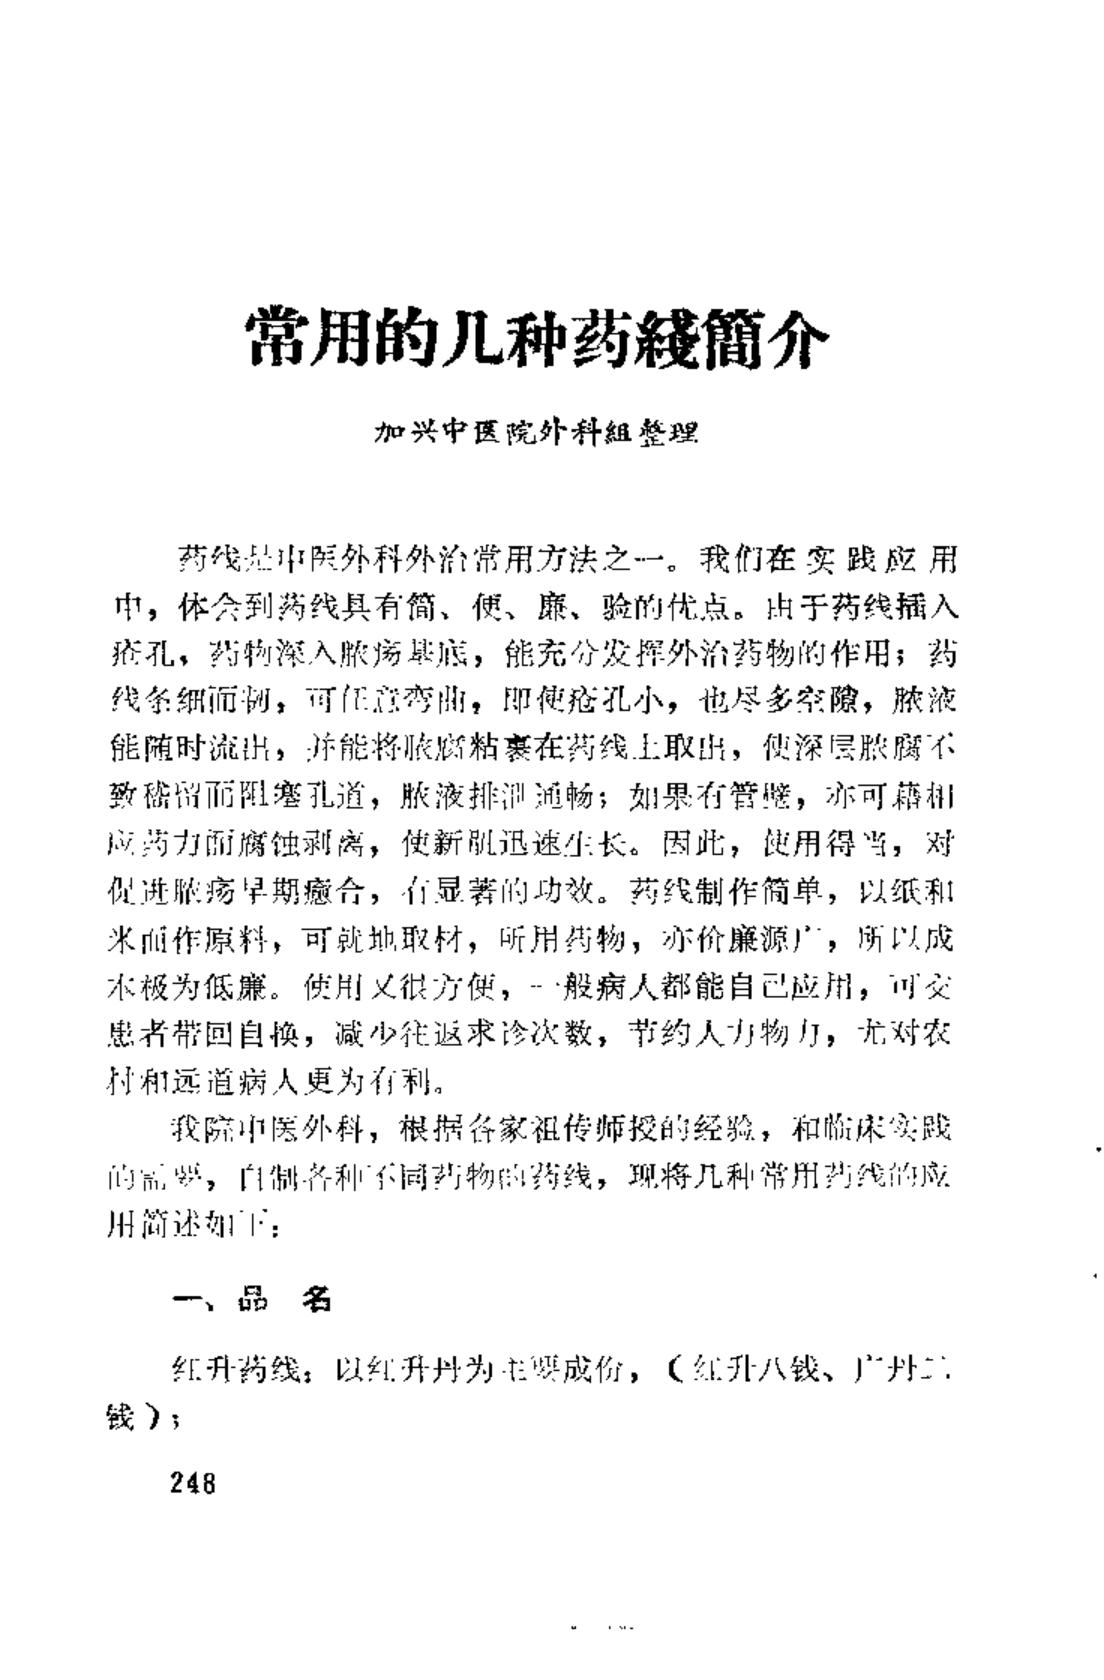 常用的几种药綫簡介
加兴中医院外科組整理
药线是中医外科外治常用方法之一。我们在实践应用
中，体会到药线具有简、便、廉、验的优点。由于药线插入
疮孔，药物深入脓疡基底，能充分发挥外治药物的作用；药
线条细而韧，可任意弯曲，即使疮孔小，也尽多空隙，脓液
能随时流出，并能将脓腐粘裹在药线上取出，使深层脓腐不
致嵇留而阻塞孔道，脓液排泄通畅；如果有管壁，亦可藉相
应药力而腐蚀剥离，使新肌迅速生长。因此，使用得当，对
促进脓疡早期癒合，有显著的功效。药线制作简单，以纸和
米面作原料，可就地取材，所用药物，亦价廉源广，所以成
本极为低廉。使用又很方便，一般病人都能自己应用，可交
患者带回自换，减少往返求诊次数，节约人力物力，尤对农
村和远道病人更为有利。
我院中医外科，根据各家祖传师授的经验，和临床实践
的需要，自制各种不同药物的药线，现将几种常用药线的应
用简述如下：
一、品 名
红升药线：以红升丹为主要成份，（红升八钱、广丹二
钱）；
248